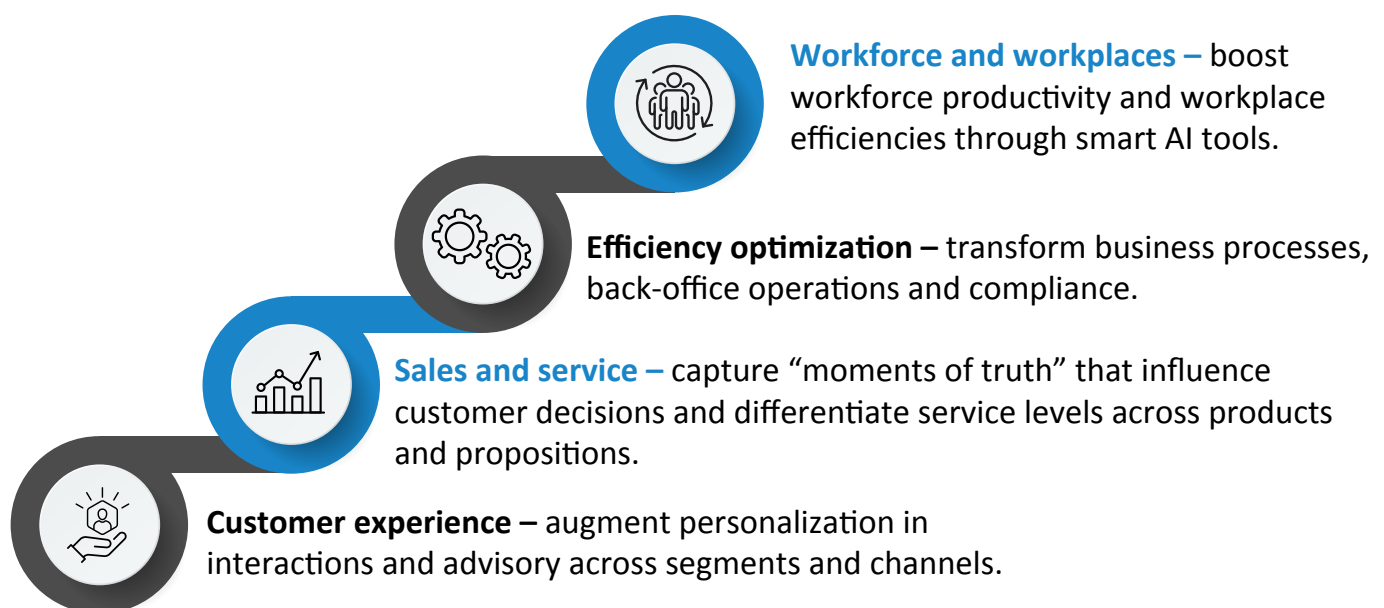 Workforce and workplaces – boost
workforce productivity and workplace
efficiencies through smart AI tools.
Efficiency optimization – transform business processes,
back-office operations and compliance.
Sales and service – capture “moments of truth” that influence
customer decisions and differentiate service levels across products
and propositions.
Customer experience – augment personalization in
interactions and advisory across segments and channels.